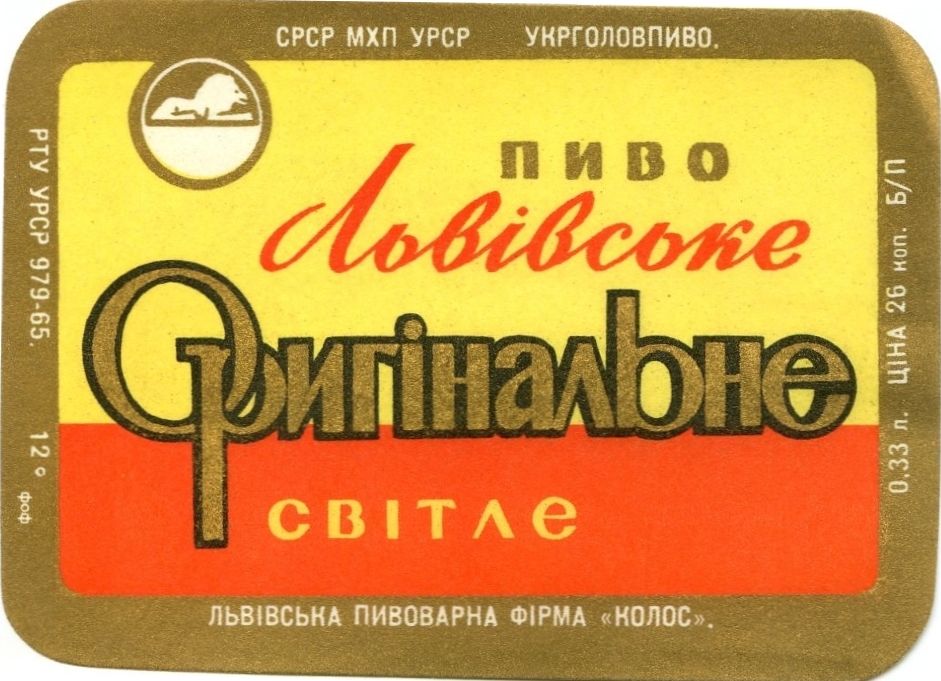 СРСР МХП УРСР УКРГОЛОВПИВО.
ПИВО
Львівське
Оригінальне
СВІТЛЕ
ЛЬВІВСЬКА ПИВОВАРНА ФІРМА «КОЛОС».
РТУ УРСР 979-65
12°
фоф
0,33 л. ЦІНА 26 коп. Б/П